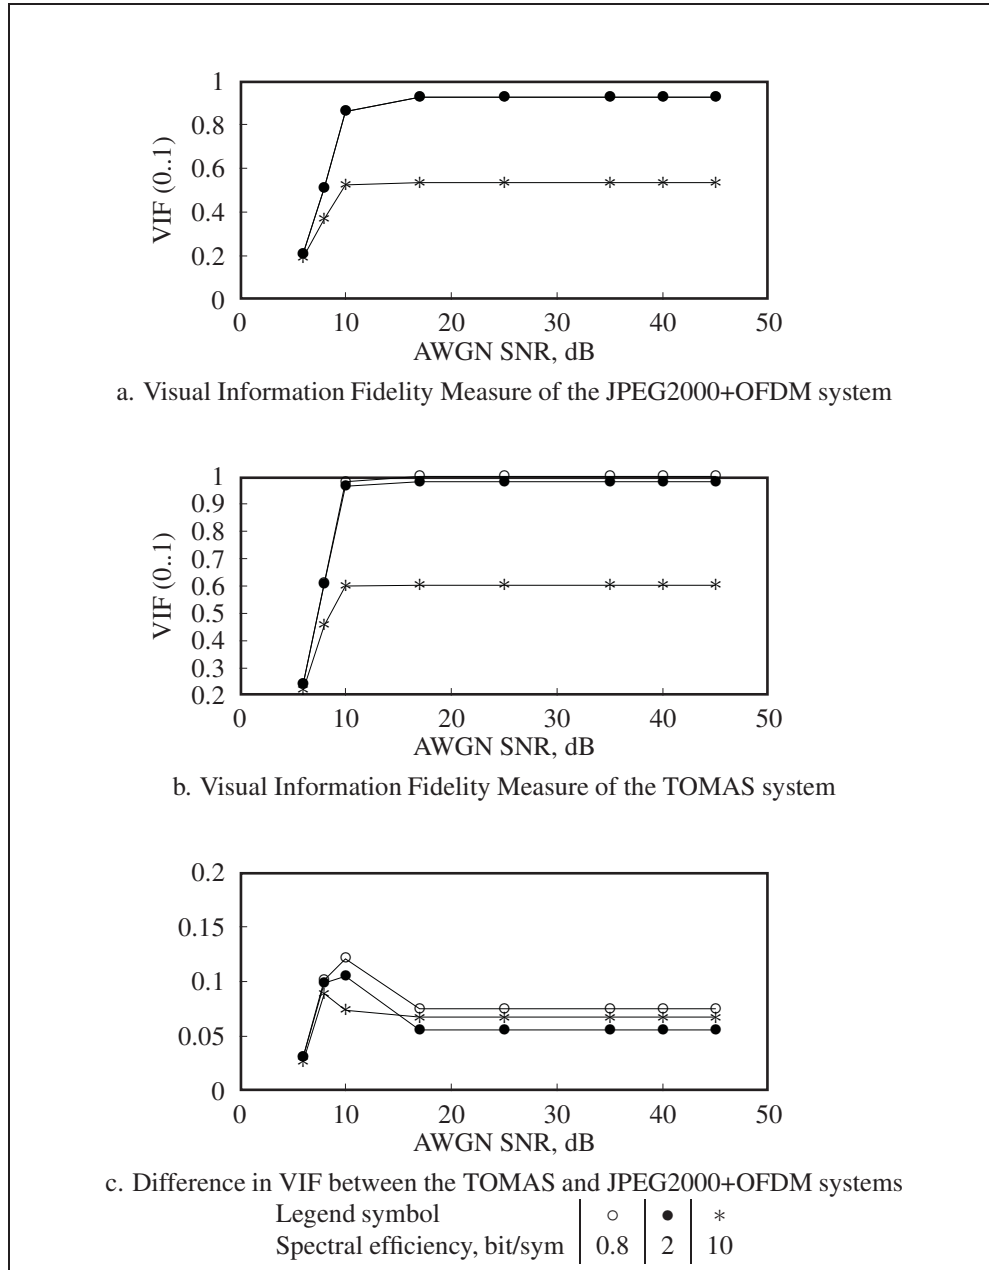 1
0.8
0.6
0.4
0.2
0
VIF (0..1)
0 10 20 30 40 50
AWGN SNR, dB
a. Visual Information Fidelity Measure of the JPEG2000+OFDM system
1
0.9
0.8
0.7
0.6
0.5
0.4
0.3
0.2
VIF (0..1)
0 10 20 30 40 50
AWGN SNR, dB
b. Visual Information Fidelity Measure of the TOMAS system
0.2
0.15
0.1
0.05
0
0 10 20 30 40 50
AWGN SNR, dB
c. Difference in VIF between the TOMAS and JPEG2000+OFDM systems
Legend symbol ○ ● *
Spectral efficiency, bit/sym 0.8 2 10